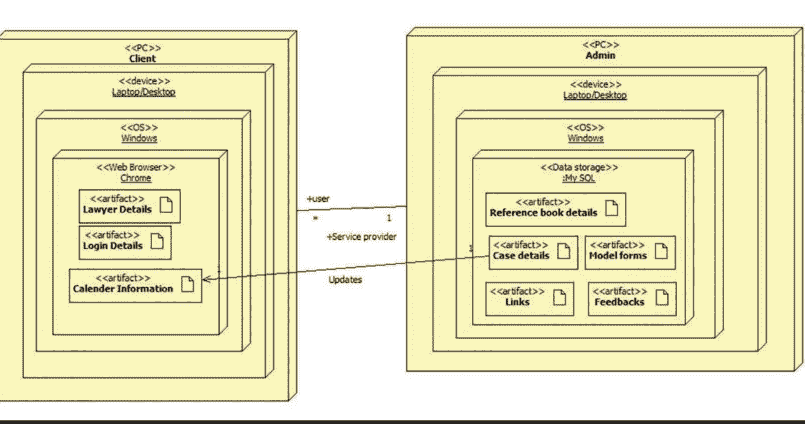 <<PC>>
Client
<<device>>
Laptop/Desktop
<<OS>>
Windows
<<Web Browser>>
Chrome
<<artifact>>
Lawyer Details
<<artifact>>
Login Details
<<artifact>>
Calender Information
1
+user
*
1
+Service provider
Updates
<<PC>>
Admin
<<device>>
Laptop/Desktop
<<OS>>
Windows
<<Data storage>>
:My SQL
<<artifact>>
Reference book details
1
<<artifact>>
Case details
<<artifact>>
Model forms
<<artifact>>
Links
<<artifact>>
Feedbacks